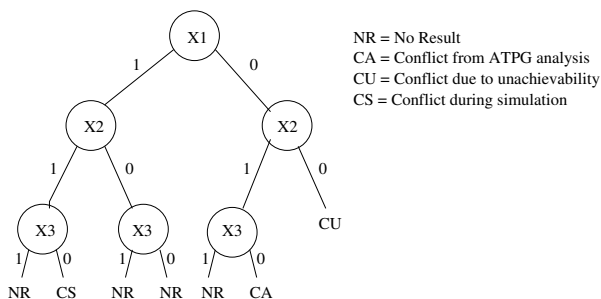 X1
NR = No Result
CA = Conflict from ATPG analysis
CU = Conflict due to unachievability
CS = Conflict during simulation
1 0
X2 X2
1 0 1 0
X3 X3 X3 CU
1 0 1 0 1 0
NR CS NR NR NR CA